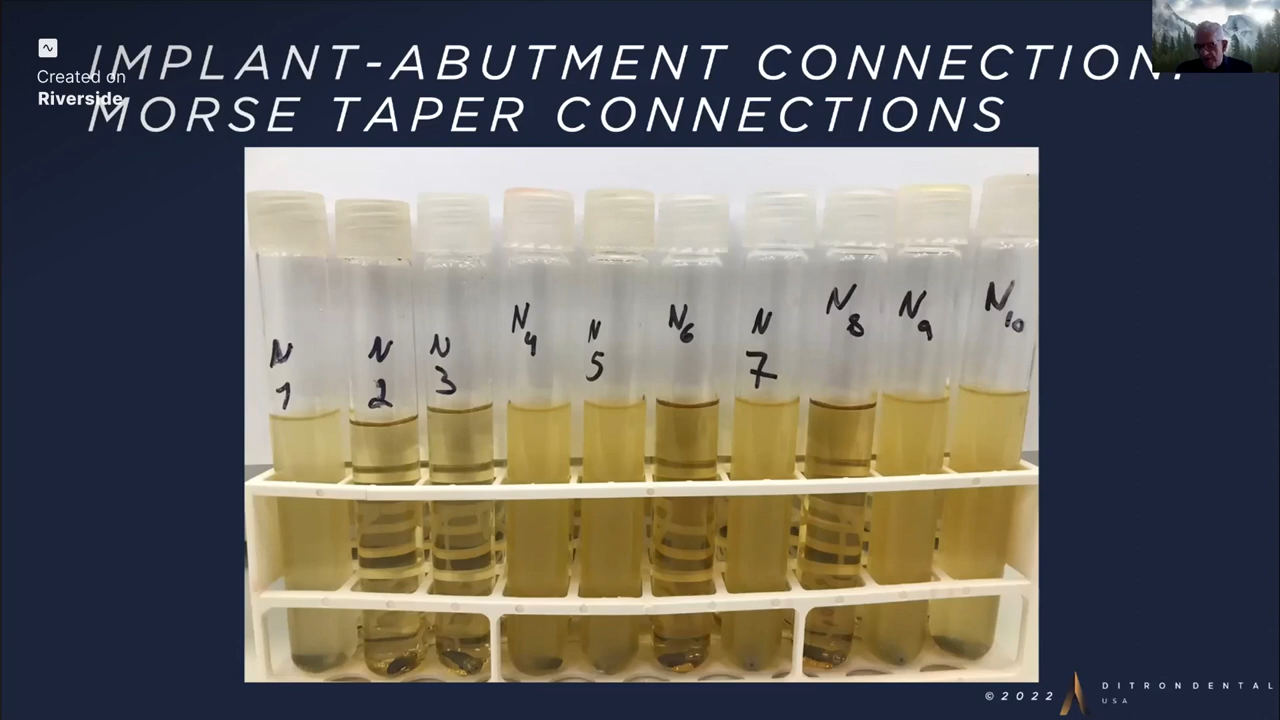 IMPLANT-ABUTMENT CONNECTION:
MORSE TAPER CONNECTIONS
Created on
Riverside
N 1
N 2
N 3
N 4
N 5
N 6
N 7
N 8
N 9
N 10
©2022
DITRONDENTAL
USA